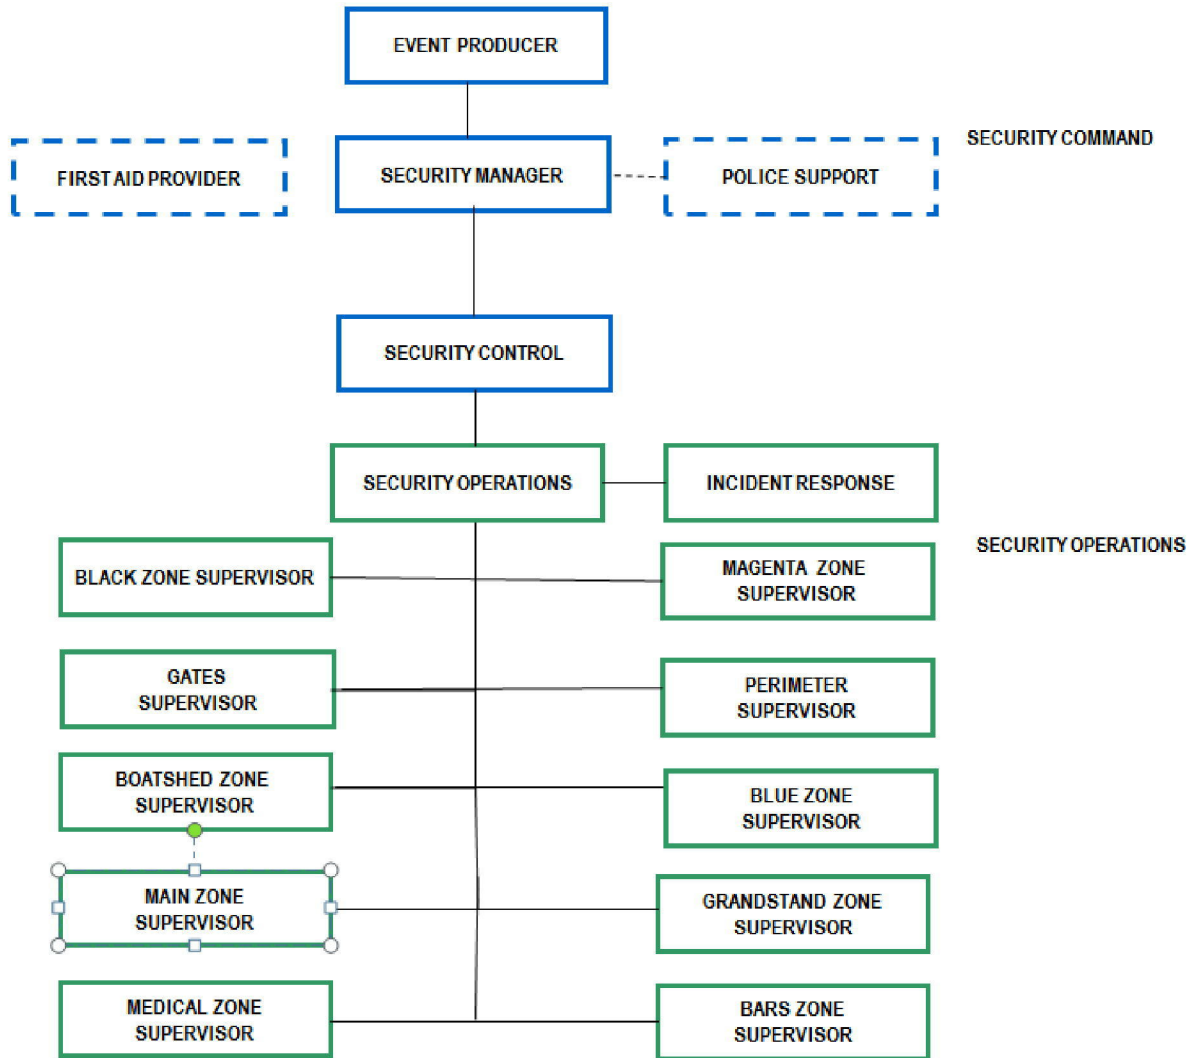 EVENT PRODUCER
SECURITY COMMAND
FIRST AID PROVIDER
SECURITY MANAGER
POLICE SUPPORT
SECURITY CONTROL
SECURITY OPERATIONS
INCIDENT RESPONSE
SECURITY OPERATIONS
BLACK ZONE SUPERVISOR
MAGENTA ZONE
SUPERVISOR
GATES
SUPERVISOR
PERIMETER
SUPERVISOR
BOATSHED ZONE
SUPERVISOR
BLUE ZONE
SUPERVISOR
MAIN ZONE
SUPERVISOR
GRANDSTAND ZONE
SUPERVISOR
MEDICAL ZONE
SUPERVISOR
BARS ZONE
SUPERVISOR